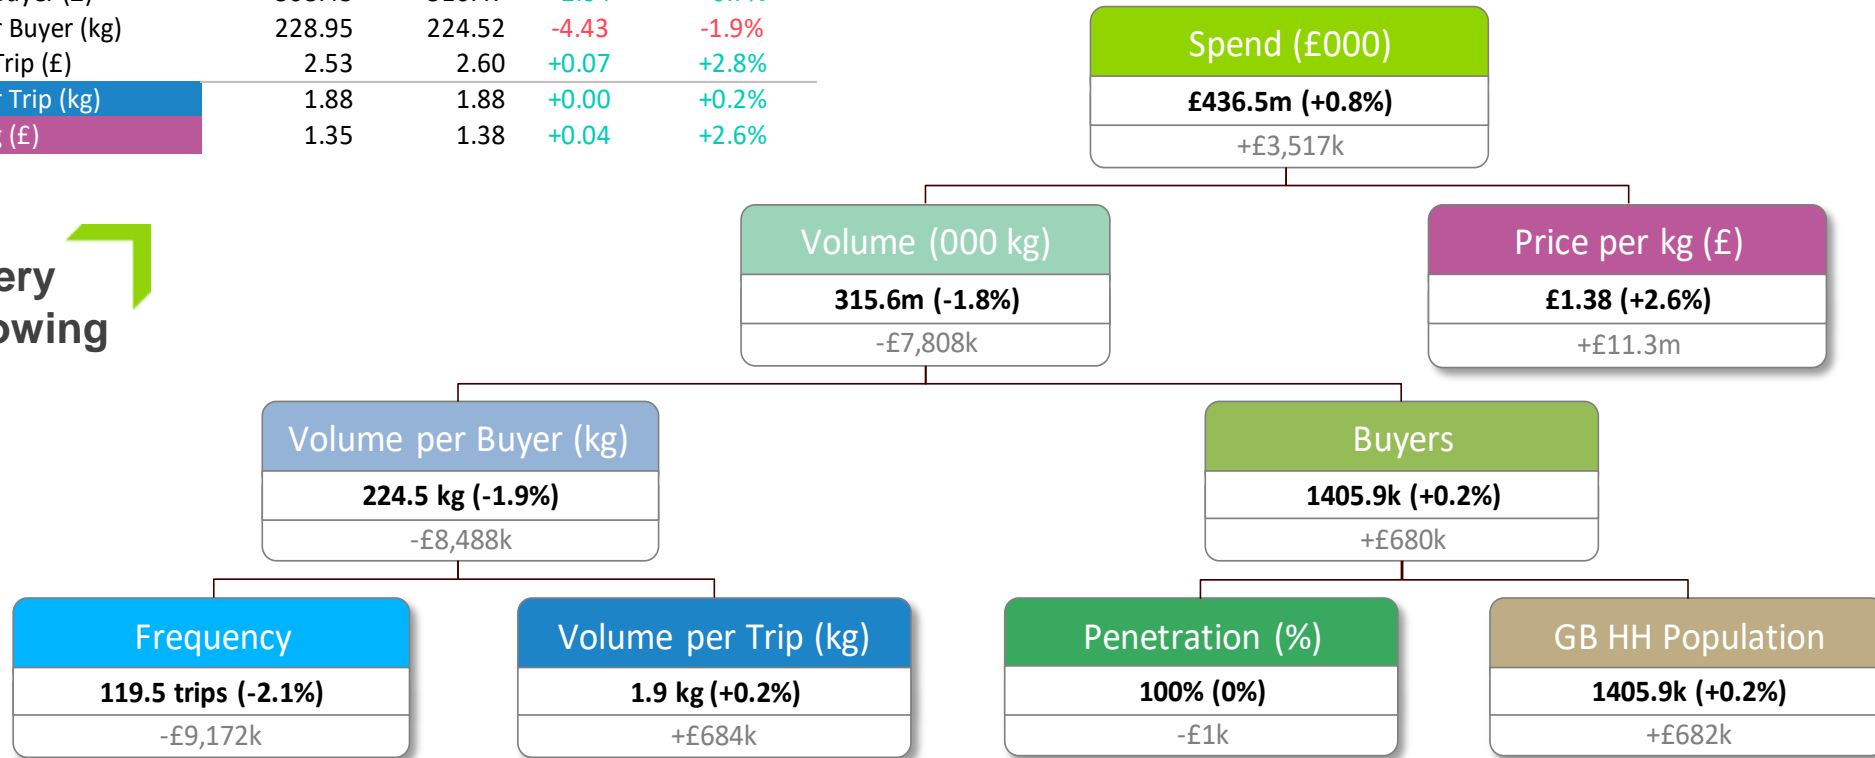 r Buyer (kg) 228.95 224.52 -4.43 -1.9%
Trip (£) 2.53 2.60 +0.07 +2.8%
r Trip (kg) 1.88 1.88 +0.00 +0.2%
(£) 1.35 1.38 +0.04 +2.6%
Spend (£000)
£436.5m (+0.8%)
+£3,517k
Volume (000 kg)
315.6m (-1.8%)
-£7,808k
Price per kg (£)
£1.38 (+2.6%)
+£11.3m
ery
owing
Volume per Buyer (kg)
224.5 kg (-1.9%)
-£8,488k
Buyers
1405.9k (+0.2%)
+£680k
Frequency
119.5 trips (-2.1%)
-£9,172k
Volume per Trip (kg)
1.9 kg (+0.2%)
+£684k
Penetration (%)
100% (0%)
-£1k
GB HH Population
1405.9k (+0.2%)
+£682k